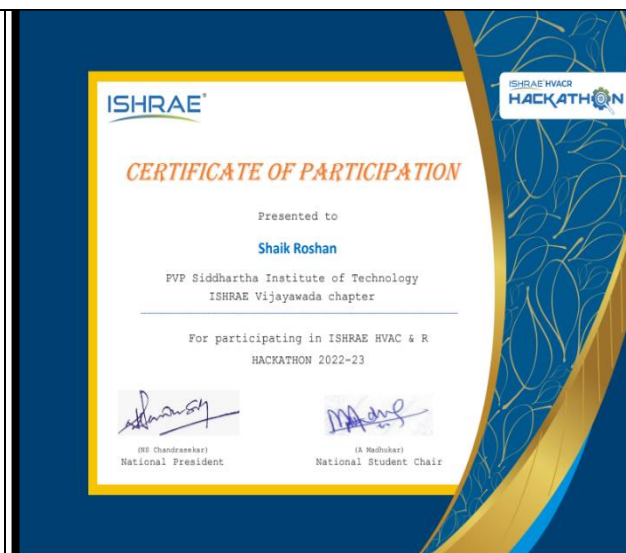 ISHRAE
ISHRAE HVACR
HACKATHON
CERTIFICATE OF PARTICIPATION
Presented to
Shaik Roshan
PVP Siddhartha Institute of Technology
ISHRAE Vijayawada chapter
For participating in ISHRAE HVAC & R
HACKATHON 2022-23
(NS Chandrasekar)
(A Madhukar)
National President
National Student Chair